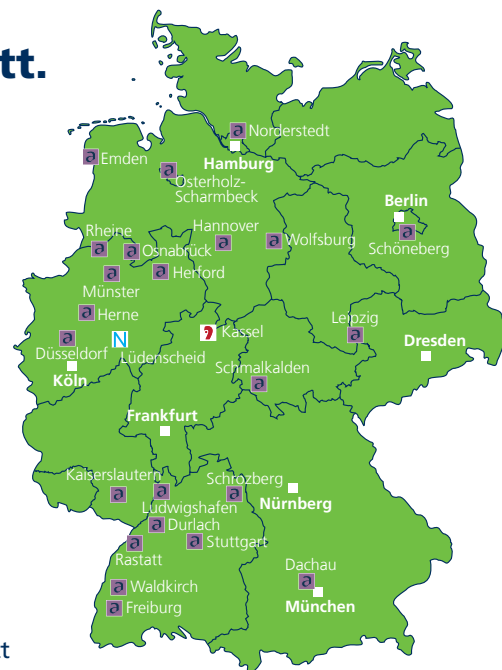 tt.
Norderstedt
Hamburg
Emden
Osterholz-
Scharmbeck
Berlin
Schöneberg
Rheine
Hannover
Wolfsburg
Osnabrück
Herford
Münster
Herne
Kassel
Leipzig
Düsseldorf
Lüdenscheid
Dresden
Köln
Schmalkalden
Frankfurt
Kaiserslautern
Schrozberg
Nürnberg
Ludwigshafen
Durlach
Stuttgart
Rastatt
Dachau
Waldkirch
München
Freiburg
tt